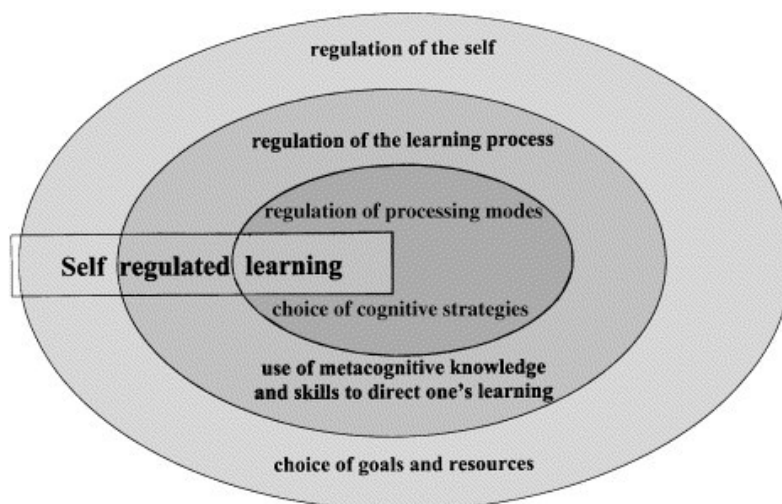 regulation of the self
regulation of the learning process
regulation of processing modes
Self regulated learning
choice of cognitive strategies
use of metacognitive knowledge
and skills to direct one's learning
choice of goals and resources